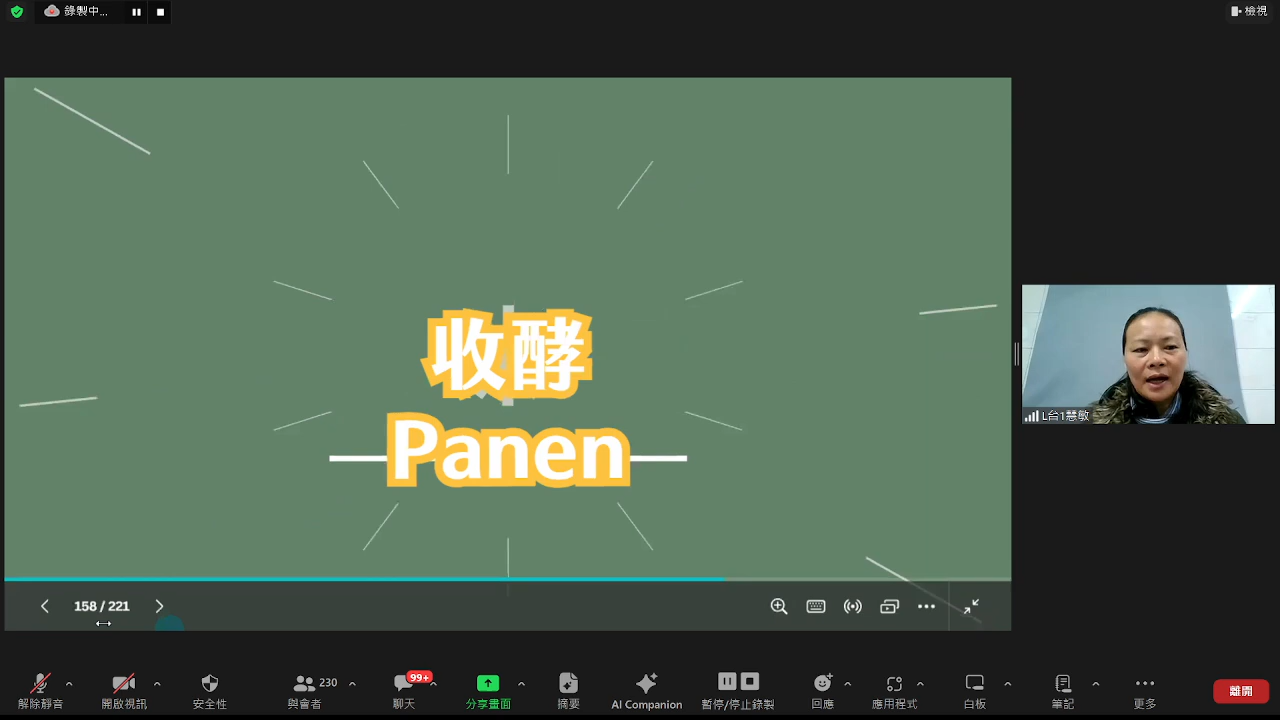 錄製中...
檢視
收酵
Panen
L台1慧敏
158 / 221
解除靜音
開啟視訊
安全性
230
與會者
99+
聊天
分享畫面
摘要
AI Companion
暫停/停止錄製
回應
應用程式
白板
筆記
更多
離開